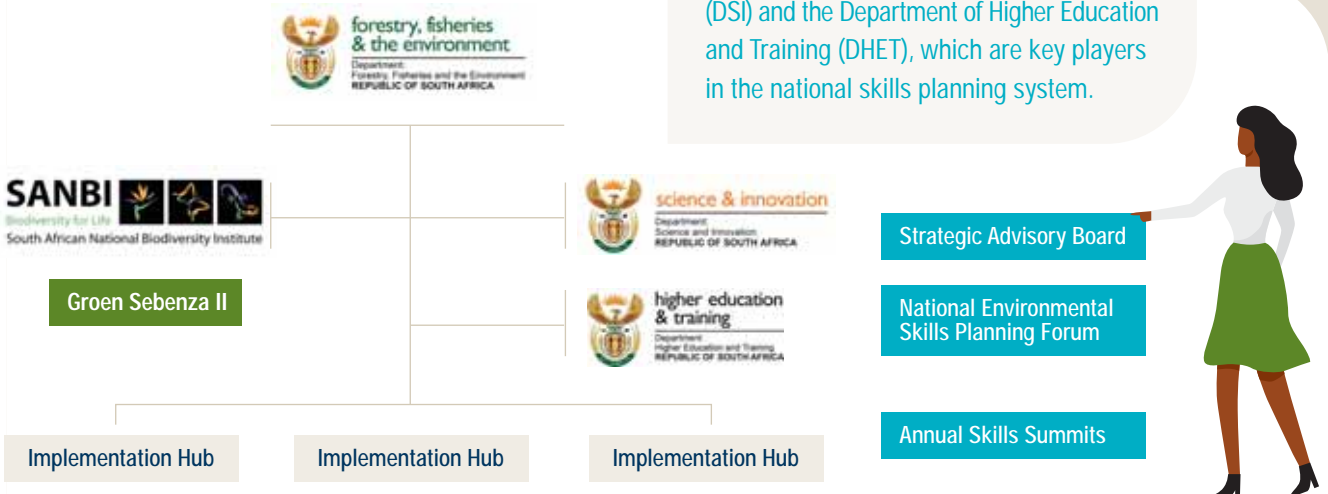 (DSI) and the Department of Higher Education
and Training (DHET), which are key players
in the national skills planning system.
forestry, fisheries
& the environment
Department:
Forestry, Fisheries and the Environment
REPUBLIC OF SOUTH AFRICA
SANBI
Biodiversity for Life
South African National Biodiversity Institute
science & innovation
Department:
Science and Innovation
REPUBLIC OF SOUTH AFRICA
Groen Sebenza II
higher education
& training
Department:
Higher Education and Training
REPUBLIC OF SOUTH AFRICA
Strategic Advisory Board
National Environmental
Skills Planning Forum
Annual Skills Summits
Implementation Hub
Implementation Hub
Implementation Hub